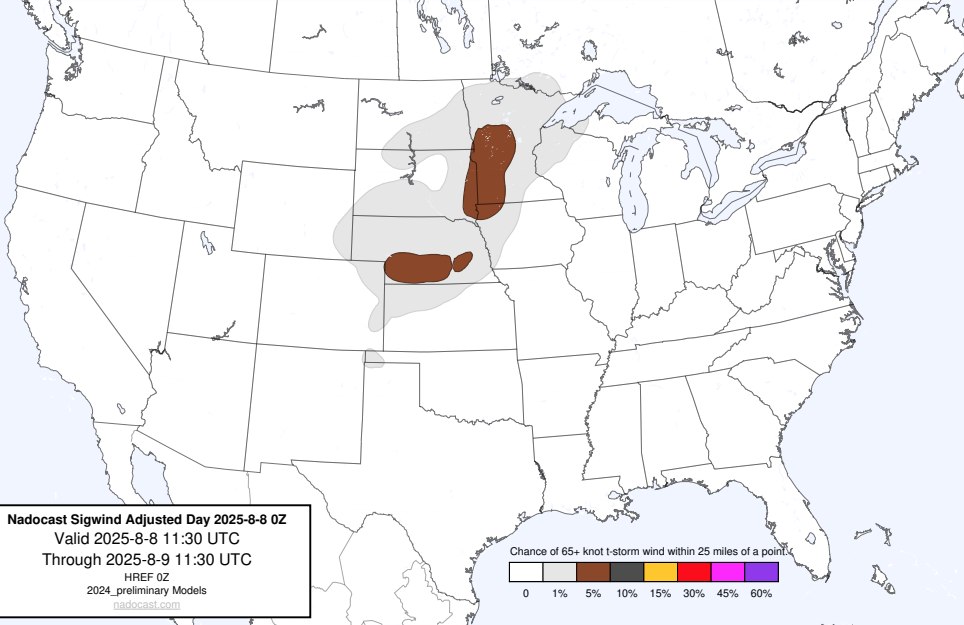 Nadocast Sigwind Adjusted Day 2025-8-8 0Z
Valid 2025-8-8 11:30 UTC
Through 2025-8-9 11:30 UTC
HREF 0Z
2024_preliminary Models
nadocast.com
Chance of 65+ knot t-storm wind within 25 miles of a point.
0 1% 5% 10% 15% 30% 45% 60%